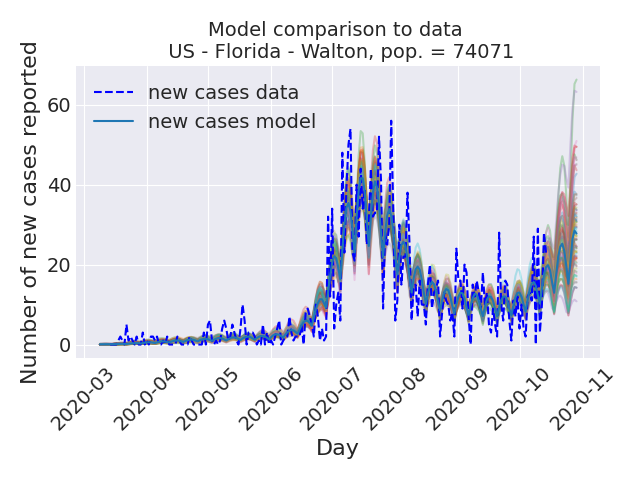 Model comparison to data
US - Florida - Walton, pop. = 74071
Number of new cases reported
60
40
20
0
new cases data
new cases model
2020-03
2020-04
2020-05
2020-06
2020-07
2020-08
2020-09
2020-10
2020-11
Day